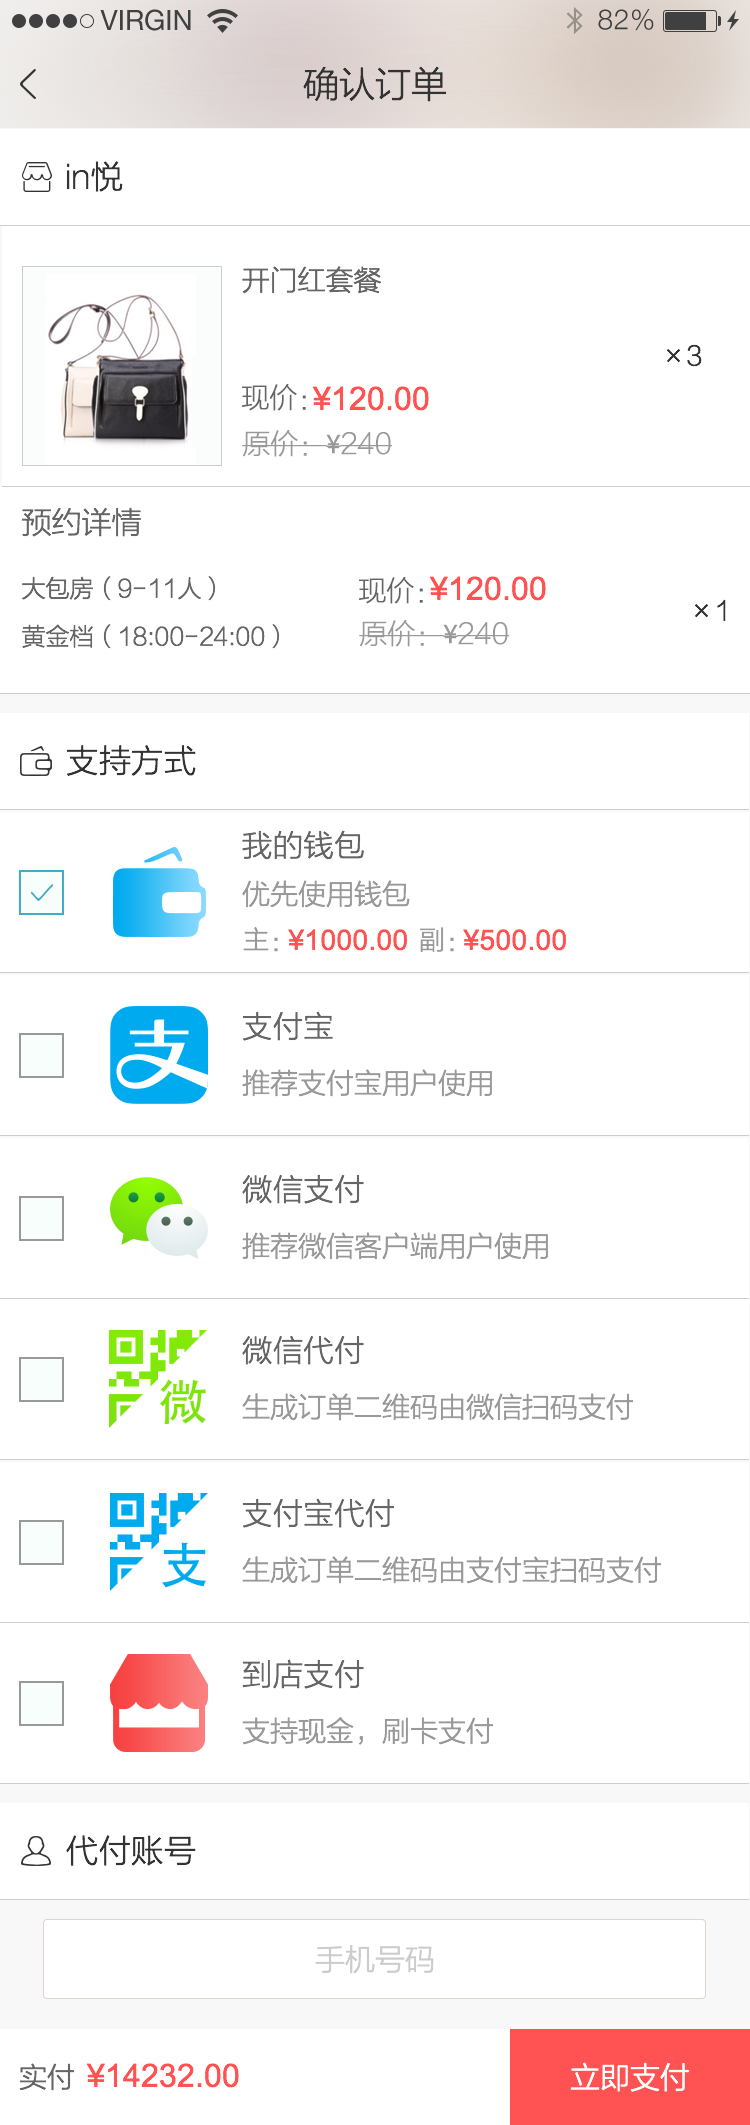 VIRGIN 82%
确认订单
in悦
开门红套餐
×3
现价:¥120.00
原价: ¥240
预约详情
大包房（9-11人）
黄金档（18:00-24:00）
现价:¥120.00
原价: ¥240
×1
支持方式
我的钱包
优先使用钱包
主: ¥1000.00 副: ¥500.00
支
支付宝
推荐支付宝用户使用
微信支付
推荐微信客户端用户使用
微
微信代付
生成订单二维码由微信扫码支付
支
支付宝代付
生成订单二维码由支付宝扫码支付
到店支付
支持现金，刷卡支付
代付账号
手机号码
实付 ¥14232.00
立即支付